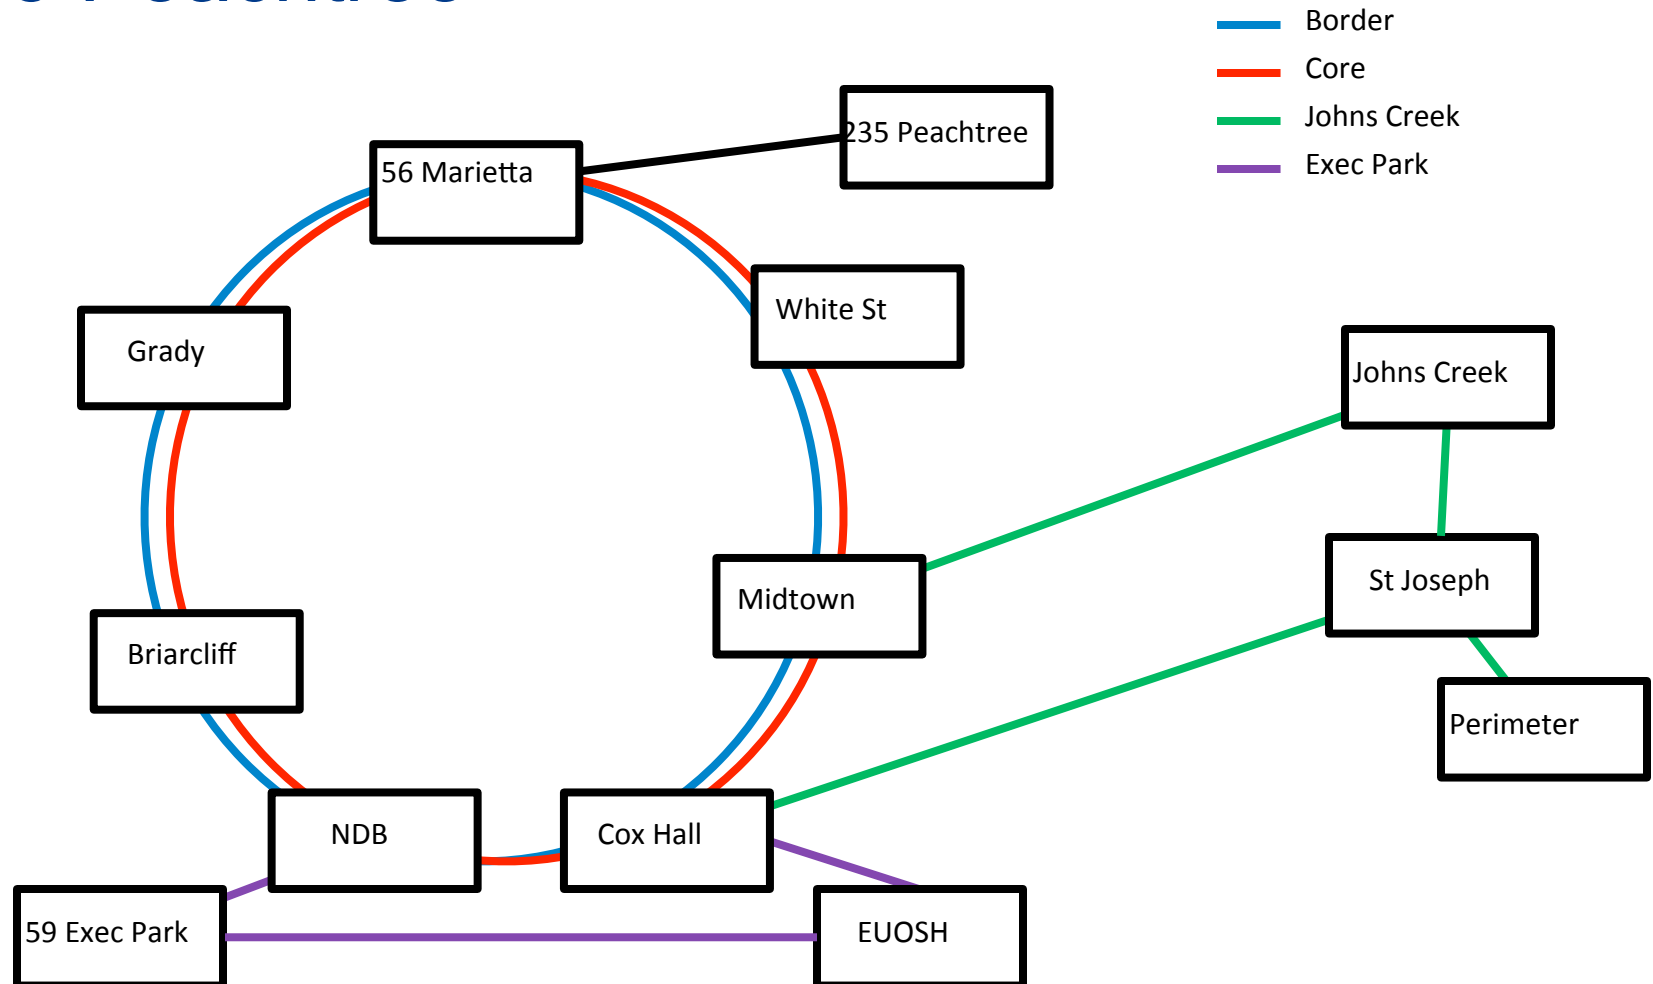 Border
Core
Johns Creek
Exec Park
235 Peachtree
56 Marietta
White St
Grady
Johns Creek
St Joseph
Midtown
Briarcliff
Perimeter
NDB
Cox Hall
59 Exec Park
EUOSH